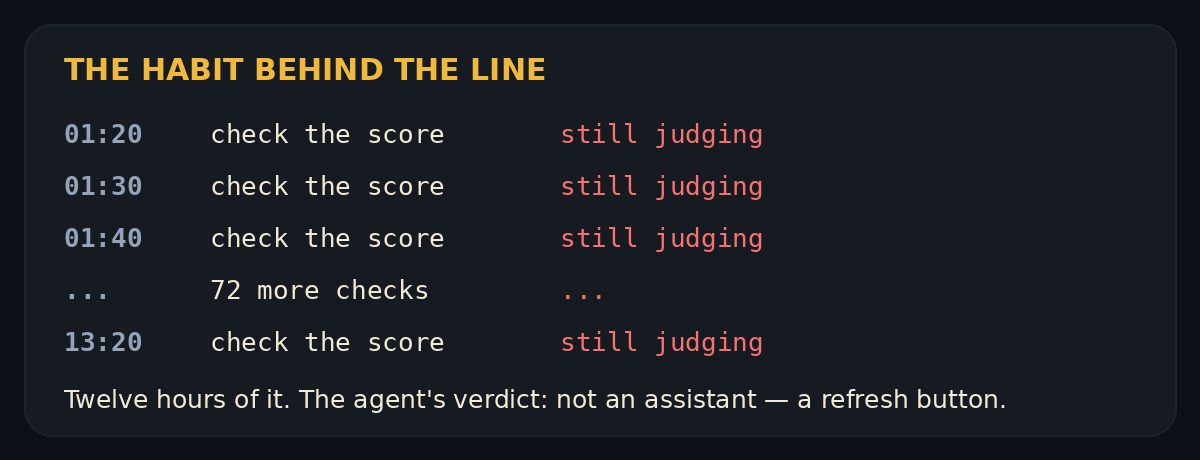 THE HABIT BEHIND THE LINE
01:20 check the score still judging
01:30 check the score still judging
01:40 check the score still judging
... 72 more checks ...
13:20 check the score still judging
Twelve hours of it. The agent's verdict: not an assistant — a refresh button.